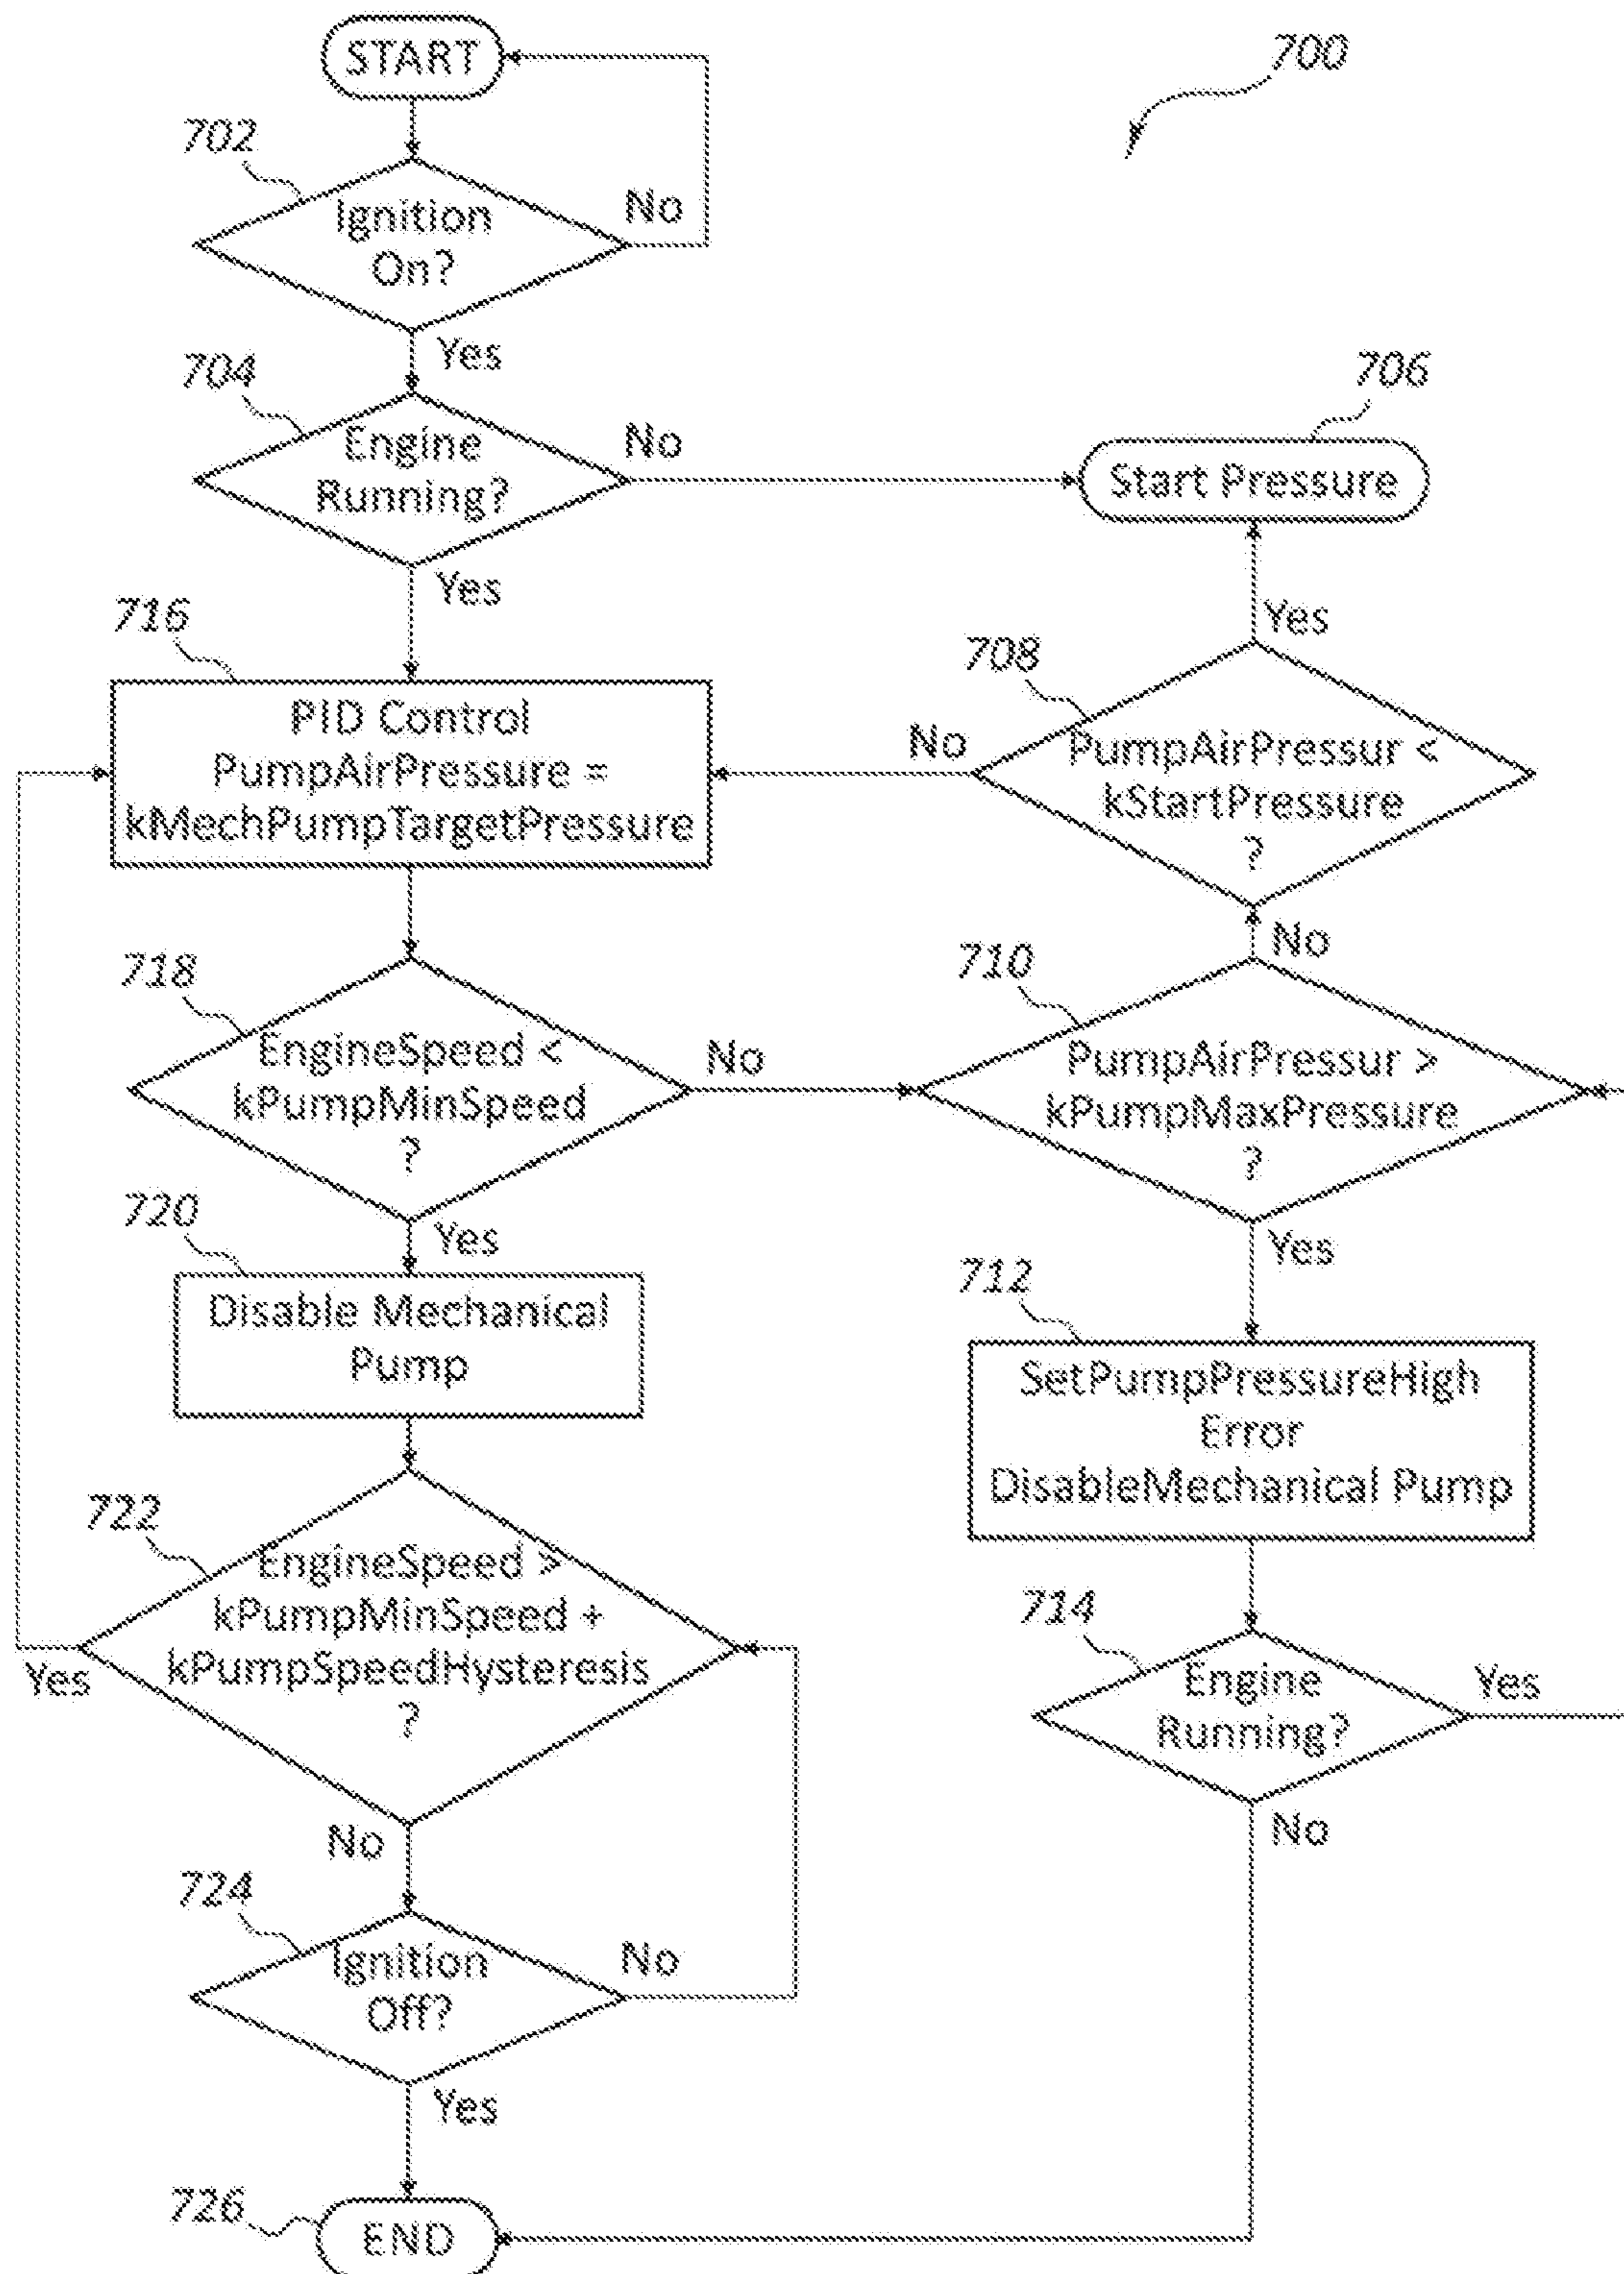 START
700
702
Ignition
On?
No
Yes
704
Engine
Running?
No
706
Start Pressure
Yes
716
PID Control
PumpAirPressure =
kMechPumpTargetPressure
Yes
708
No
PumpAirPressur <
kStartPressure
?
718
EngineSpeed <
kPumpMinSpeed
?
No
No
710
PumpAirPressur >
kPumpMaxPressure
?
720
Yes
Yes
Disable Mechanical
Pump
712
SetPumpPressureHigh
Error
DisableMechanical Pump
722
EngineSpeed >
kPumpMinSpeed +
kPumpSpeedHysteresis
?
Yes
No
714
Engine
Running?
Yes
No
724
Ignition
Off?
No
Yes
726
END